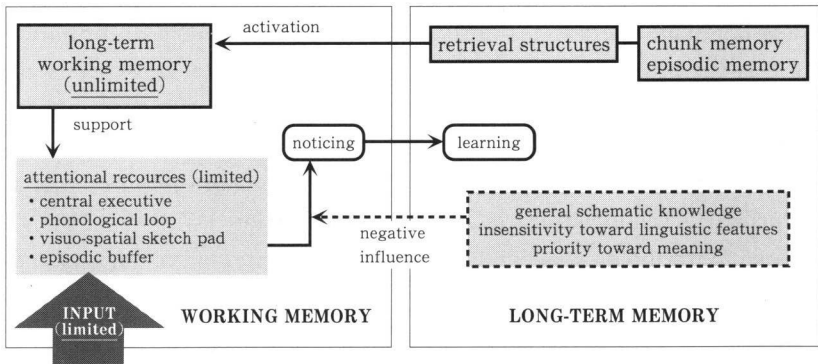 long-term
working memory
(unlimited)
activation
retrieval structures
chunk memory
episodic memory
support
noticing
learning
attentional recources (limited)
• central executive
• phonological loop
• visuo-spatial sketch pad
• episodic buffer
negative
influence
general schematic knowledge
insensitivity toward linguistic features
priority toward meaning
INPUT
(limited)
WORKING MEMORY
LONG-TERM MEMORY